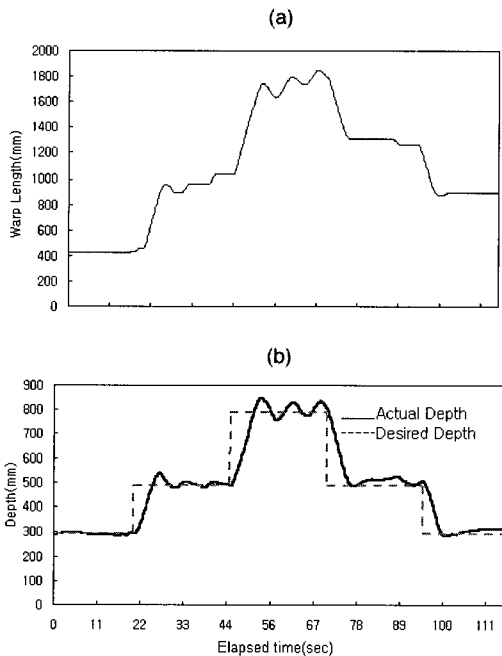 (a)
2000
1800
1600
1400
1200
1000
800
600
400
200
0
Warp Length(mm)
(b)
900
800
700
600
500
400
300
200
100
0
Depth(mm)
Actual Depth
Desired Depth
0 11 22 33 44 56 67 78 89 100 111
Elapsed time(sec)